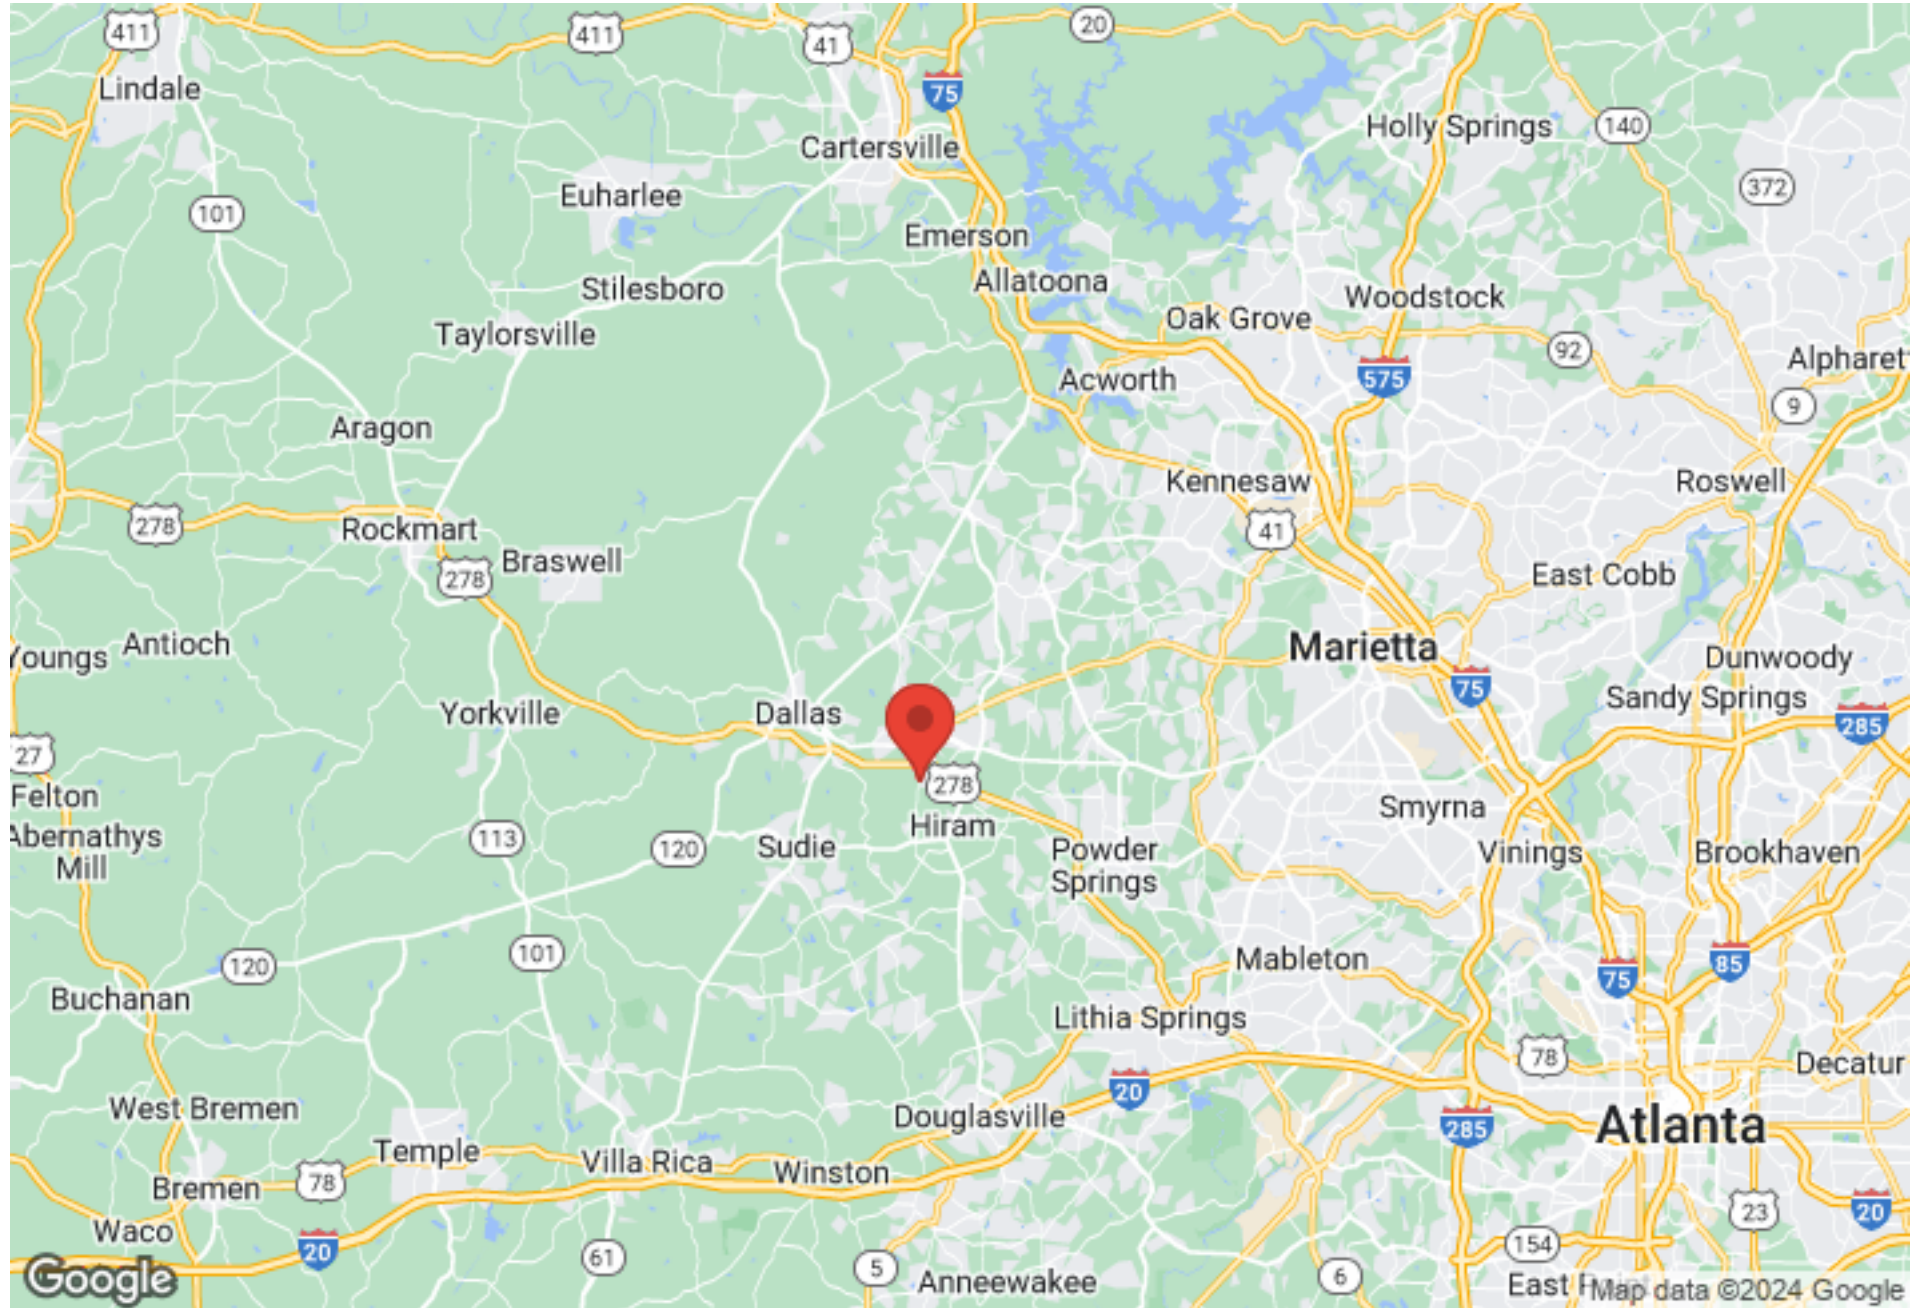 411
411
41
20
Lindale
75
Holly Springs
140
Cartersville
372
Euharlee
101
Emerson
Allatoona
Stilesboro
Woodstock
Oak Grove
Taylorsville
92
Alpharet
575
Acworth
9
Aragon
Kennesaw
Roswell
278
Rockmart
41
Braswell
278
East Cobb
Antioch
Marietta
Youngs
Dunwoody
75
Sandy Springs
Yorkville
Dallas
285
27
278
Felton
Smyrna
Hiram
Abernathys
Mill
113
120
Sudie
Powder
Springs
Vinings
Brookhaven
101
Mableton
120
75
85
Buchanan
Lithia Springs
78
Decatur
20
West Bremen
Douglasville
285
Atlanta
Temple
Villa Rica
Winston
78
Bremen
23
20
Waco
20
61
154
5
6
Google
Anneewakee
East P
Map data ©2024 Google